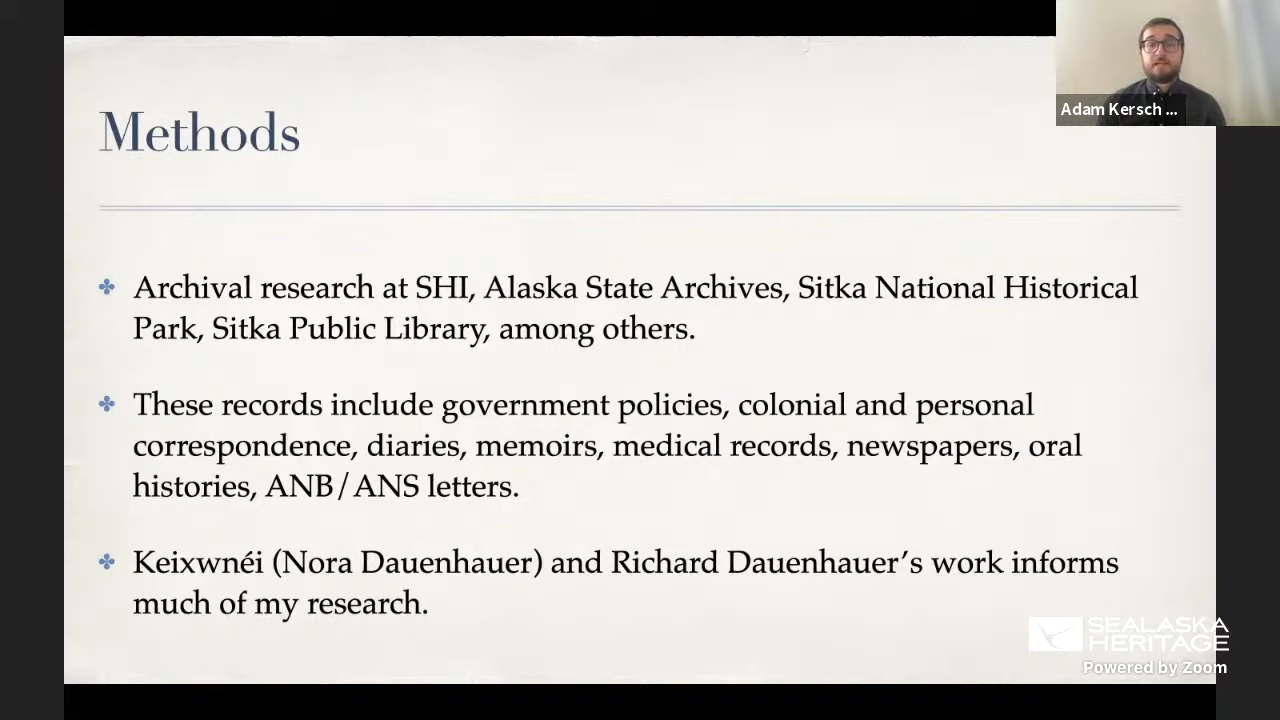 Adam Kersch ...
Methods
Archival research at SHI, Alaska State Archives, Sitka National Historical
Park, Sitka Public Library, among others.
These records include government policies, colonial and personal
correspondence, diaries, memoirs, medical records, newspapers, oral
histories, ANB/ANS letters.
Keixwnéi (Nora Dauenhauer) and Richard Dauenhauer’s work informs
much of my research.
SEALASKA
HERITAGE
Powered by Zoom